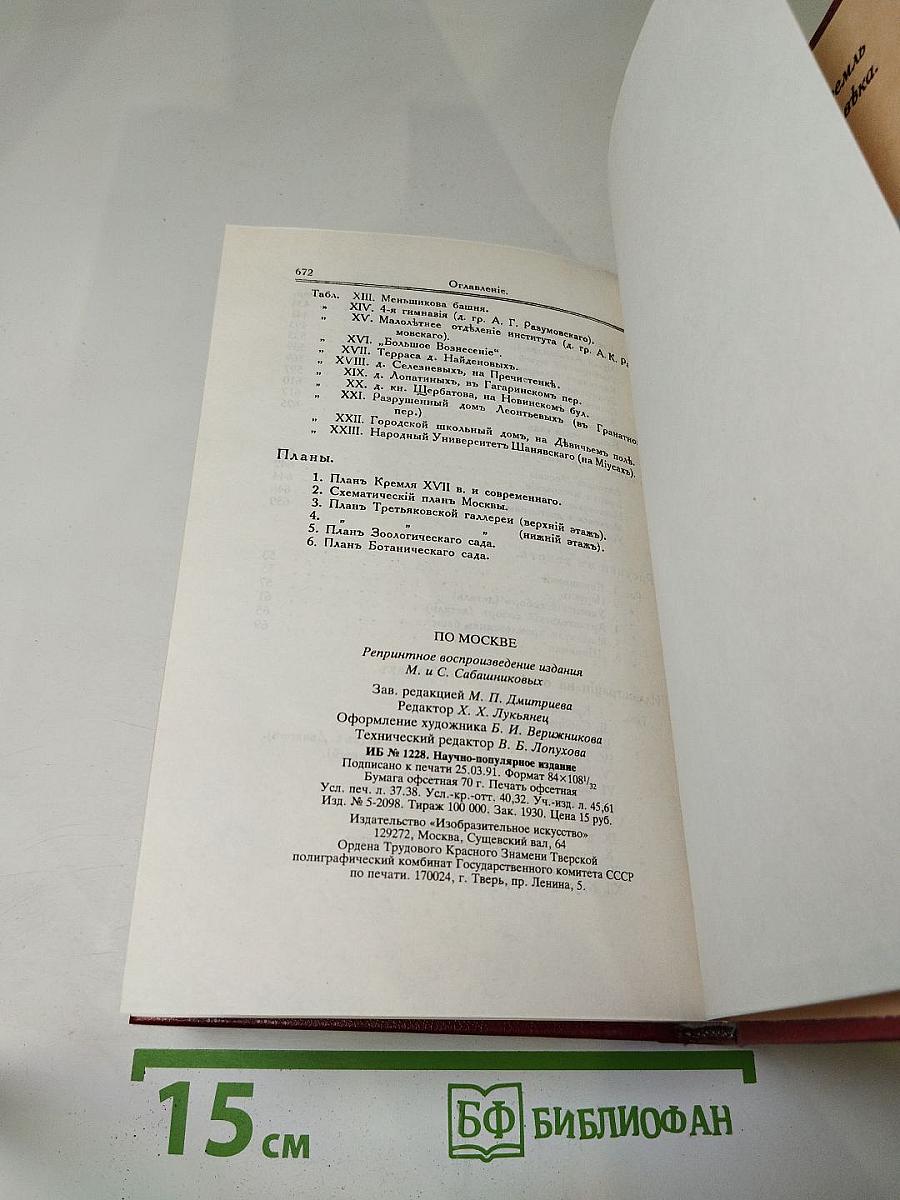 672
Оглавленіе.
Табл. XIII. Меньшикова башня.
„ XIV. 4-я гимназія (д. гр. А. Г. Разумовскаго).
„ XV. Малолѣтнее отдѣленіе института (д. гр. А. К. Р
мовскаго).
„ XVI. „Большое Вознесеніе“.
„ XVII. Терраса д. Найденовыхъ.
„ XVIII. д. Селезневыхъ, на Пречистенкѣ.
„ XIX. д. Лопатиныхъ, въ Гагаринскомъ пер.
„ XX. д. кн. Щербатова, на Новинскомъ бул.
„ XXI. Разрушенный домъ Леонтьевыхъ (въ Гранатно
пер.)
„ XXII. Городской школьный домъ, на Дѣвичьемъ полѣ.
„ XXIII. Народный Университетъ Шанявскаго (на Міусахъ).
Планы.
1. Планъ Кремля XVII в. и современнаго.
2. Схематическій планъ Москвы.
3. Планъ Третьяковской галлереи (верхній этажъ).
4. „ „ „ (нижній этажъ).
5. Планъ Зоологическаго сада.
6. Планъ Ботаническаго сада.
ПО МОСКВЕ
Репринтное воспроизведение издания
М. и С. Сабашниковых
Зав. редакцией М. П. Дмитриева
Редактор Х. Х. Лукьянец
Оформление художника Б. И. Верижникова
Технический редактор В. Б. Лопухова
ИБ № 1228. Научно-популярное издание
Подписано к печати 25.03.91. Формат 84×108¹/₃₂
Бумага офсетная 70 г. Печать офсетная
Усл. печ. л. 37.38. Усл.-кр.-отт. 40,32. Уч.-изд. л. 45,61
Изд. № 5-2098. Тираж 100 000. Зак. 1930. Цена 15 руб.
Издательство «Изобразительное искусство»
129272, Москва, Сущевский вал, 64
Ордена Трудового Красного Знамени Тверской
полиграфический комбинат Государственного комитета СССР
по печати. 170024, г. Тверь, пр. Ленина, 5.
15 см
БФ БИБЛИОФАН